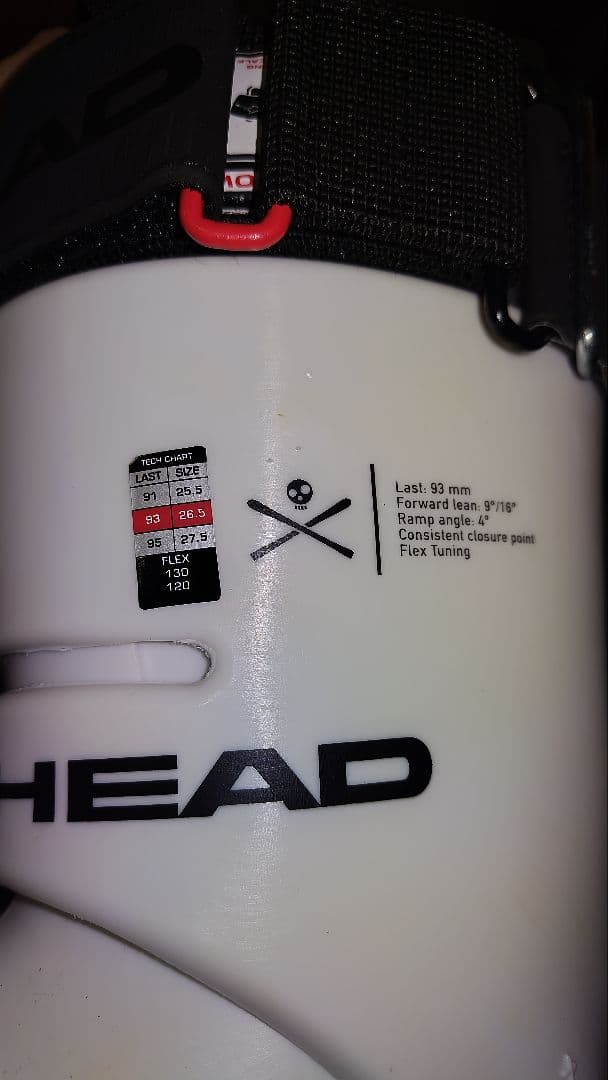 TECH CHART
LAST SIZE
91 25.5
93 26.5
95 27.5
FLEX
130
120
Last: 93 mm
Forward lean: 9°/16°
Ramp angle: 4°
Consistent closure point
Flex Tuning
HEAD